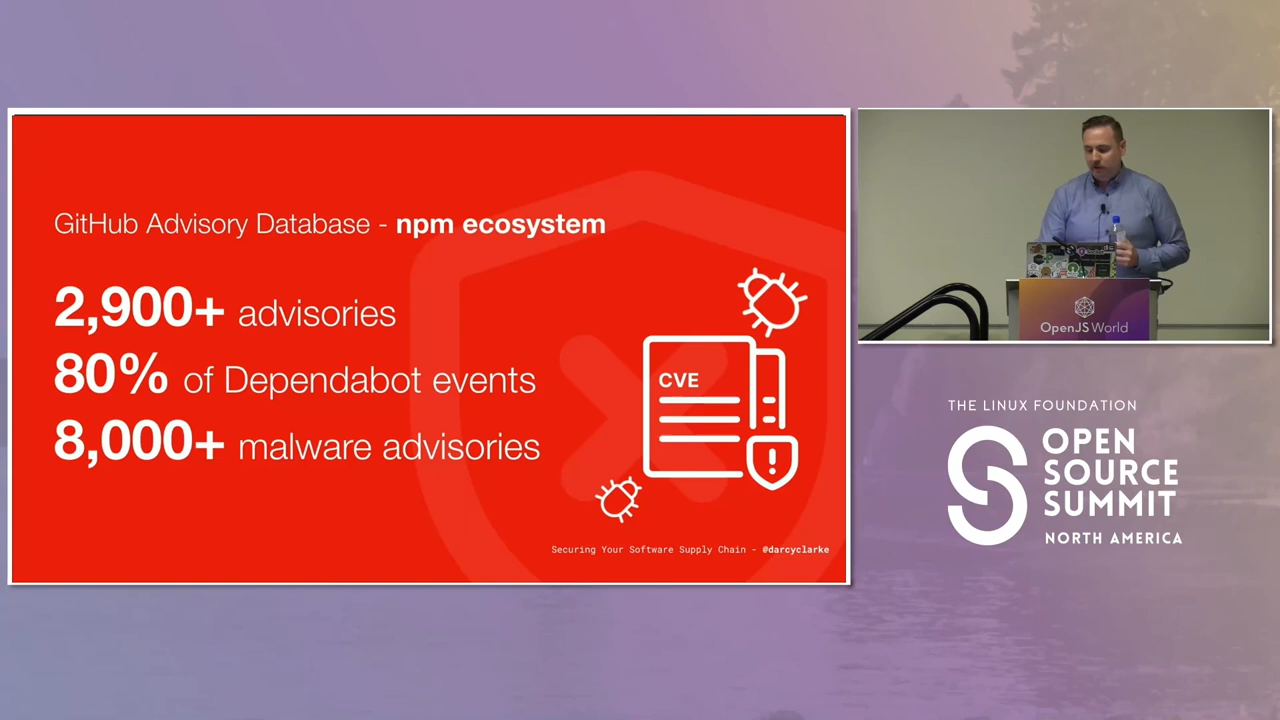 GitHub Advisory Database - npm ecosystem
2,900+ advisories
80% of Dependabot events
8,000+ malware advisories
CVE
Securing Your Software Supply Chain - @darcyclarke
OpenJS World
THE LINUX FOUNDATION
OPEN
SOURCE
SUMMIT
NORTH AMERICA